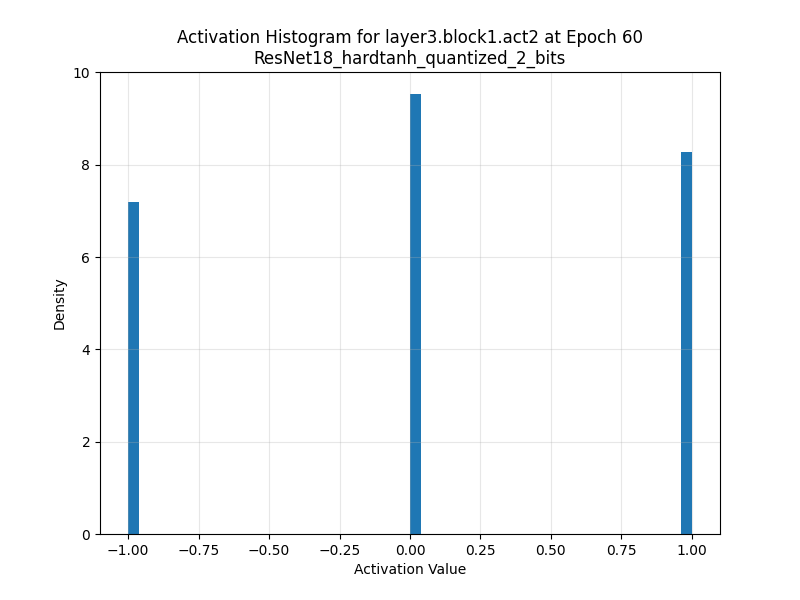 Activation Histogram for layer3.block1.act2 at Epoch 60
ResNet18_hardtanh_quantized_2_bits
10
8
6
4
2
0
Density
−1.00 −0.75 −0.50 −0.25 0.00 0.25 0.50 0.75 1.00
Activation Value